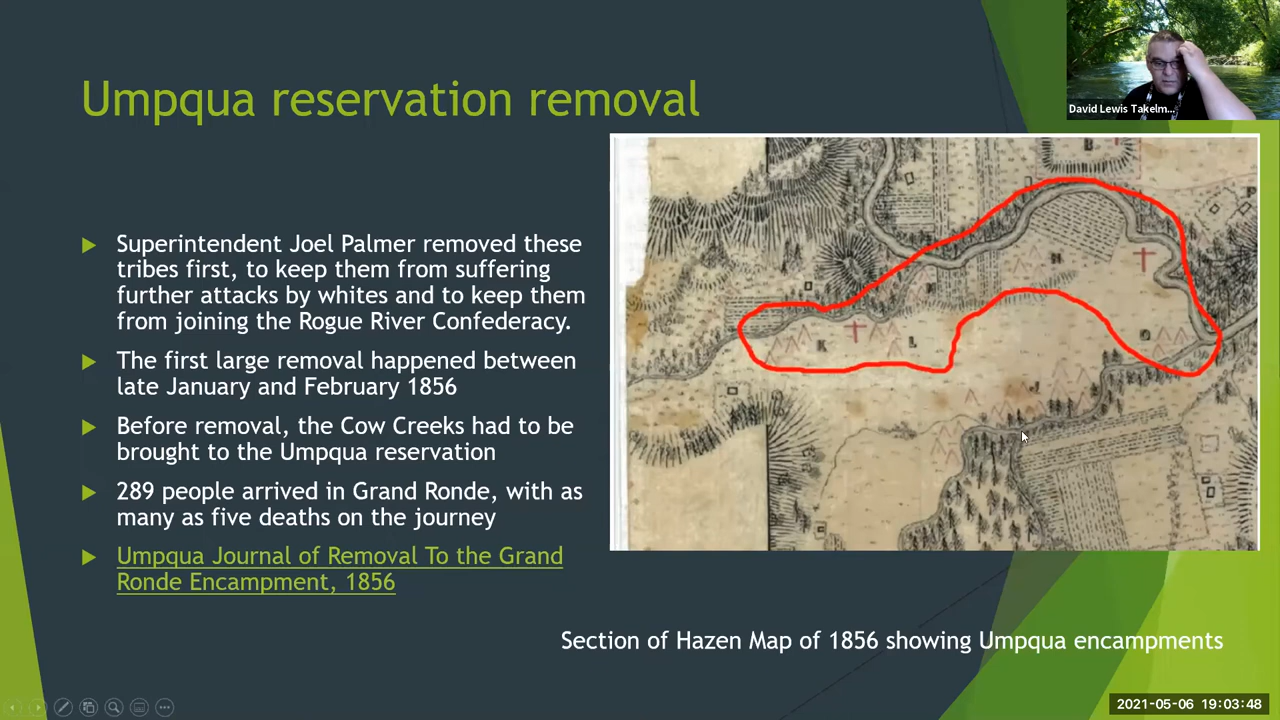 David Lewis Takelm...
Umpqua reservation removal
Superintendent Joel Palmer removed these
tribes first, to keep them from suffering
further attacks by whites and to keep them
from joining the Rogue River Confederacy.
The first large removal happened between
late January and February 1856
Before removal, the Cow Creeks had to be
brought to the Umpqua reservation
289 people arrived in Grand Ronde, with as
many as five deaths on the journey
Umpqua Journal of Removal To the Grand
Ronde Encampment, 1856
K
L
Section of Hazen Map of 1856 showing Umpqua encampments
2021-05-06 19:03:48